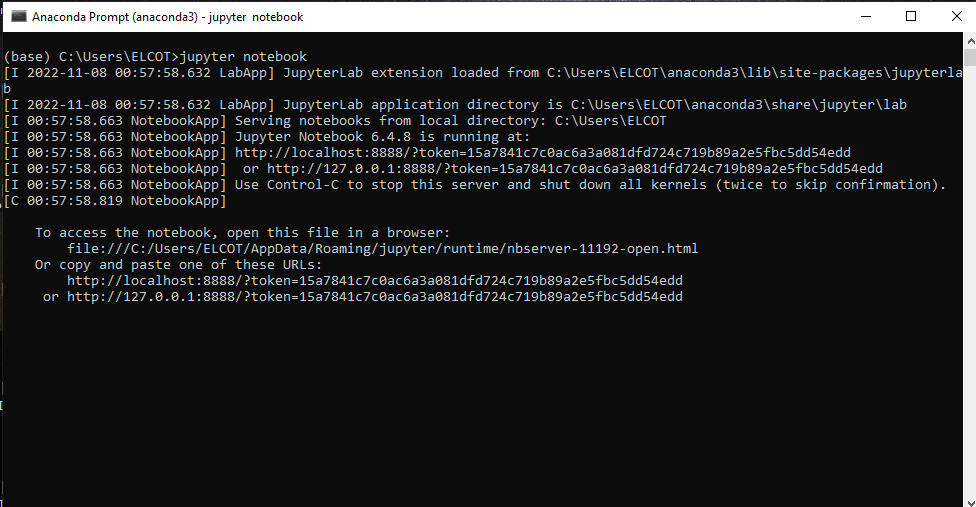 Anaconda Prompt (anaconda3) - jupyter notebook
(base) C:\Users\ELCOT>jupyter notebook
[I 2022-11-08 00:57:58.632 LabApp] JupyterLab extension loaded from C:\Users\ELCOT\anaconda3\lib\site-packages\jupyterla
b
[I 2022-11-08 00:57:58.632 LabApp] JupyterLab application directory is C:\Users\ELCOT\anaconda3\share\jupyter\lab
[I 00:57:58.663 NotebookApp] Serving notebooks from local directory: C:\Users\ELCOT
[I 00:57:58.663 NotebookApp] Jupyter Notebook 6.4.8 is running at:
[I 00:57:58.663 NotebookApp] http://localhost:8888/?token=15a7841c7c0ac6a3a081dfd724c719b89a2e5fbc5dd54edd
[I 00:57:58.663 NotebookApp]  or http://127.0.0.1:8888/?token=15a7841c7c0ac6a3a081dfd724c719b89a2e5fbc5dd54edd
[I 00:57:58.663 NotebookApp] Use Control-C to stop this server and shut down all kernels (twice to skip confirmation).
[C 00:57:58.819 NotebookApp]
To access the notebook, open this file in a browser:
file:///C:/Users/ELCOT/AppData/Roaming/jupyter/runtime/nbserver-11192-open.html
Or copy and paste one of these URLs:
http://localhost:8888/?token=15a7841c7c0ac6a3a081dfd724c719b89a2e5fbc5dd54edd
or http://127.0.0.1:8888/?token=15a7841c7c0ac6a3a081dfd724c719b89a2e5fbc5dd54edd